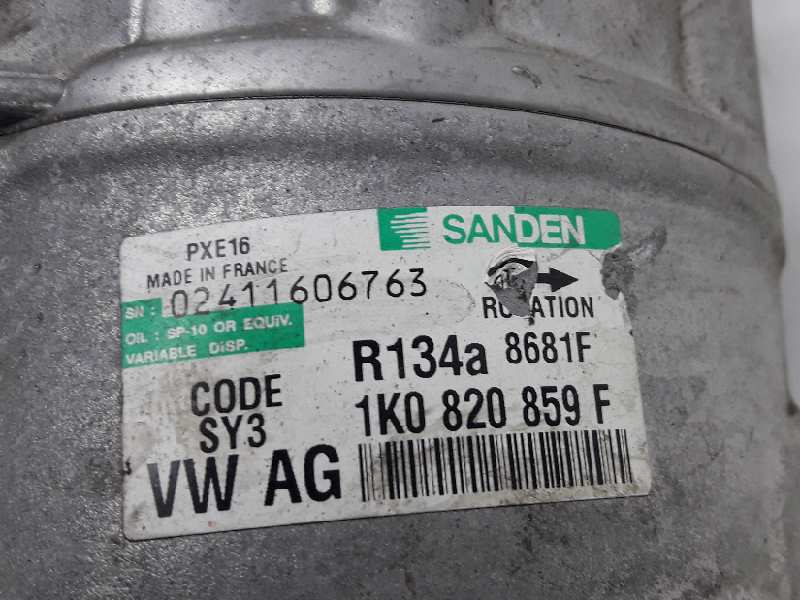 PXE16
SANDEN
MADE IN FRANCE
SN : 02411606763
OIL : SP-10 OR EQUIV.
VARIABLE DISP.
R134a 8681F
CODE
SY3
1K0 820 859 F
VW AG